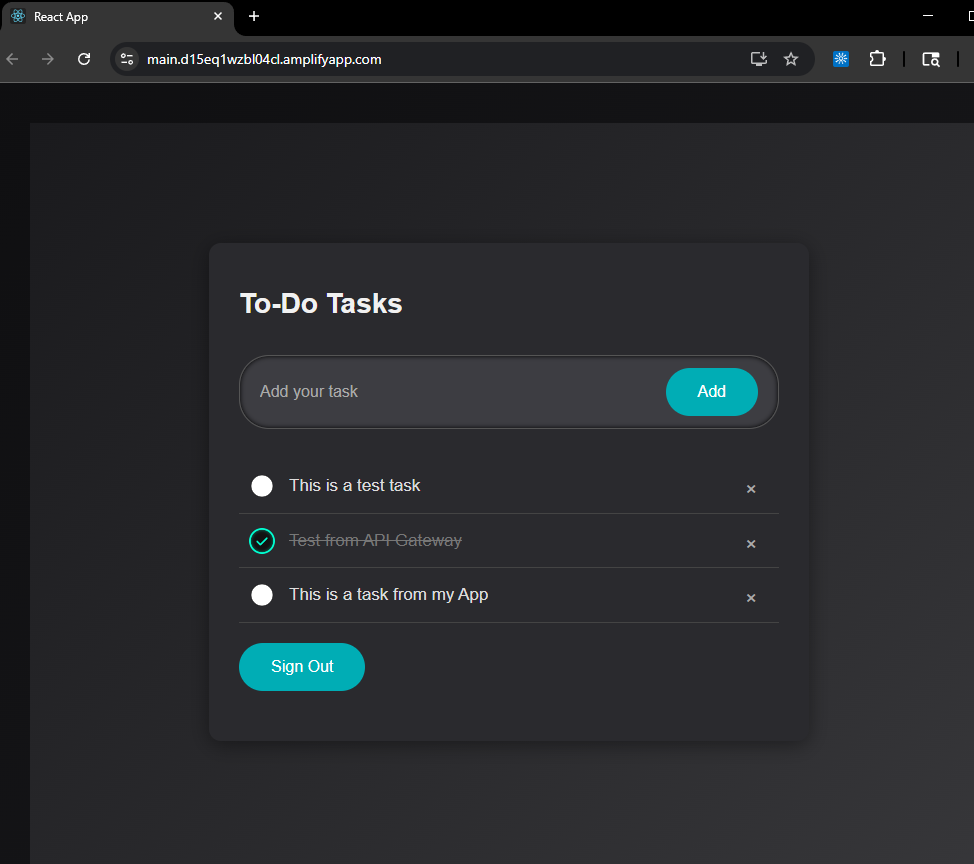 React App
main.d15eq1wzbl04cl.amplifyapp.com
To-Do Tasks
Add your task
Add
This is a test task
Test from API Gateway
This is a task from my App
Sign Out